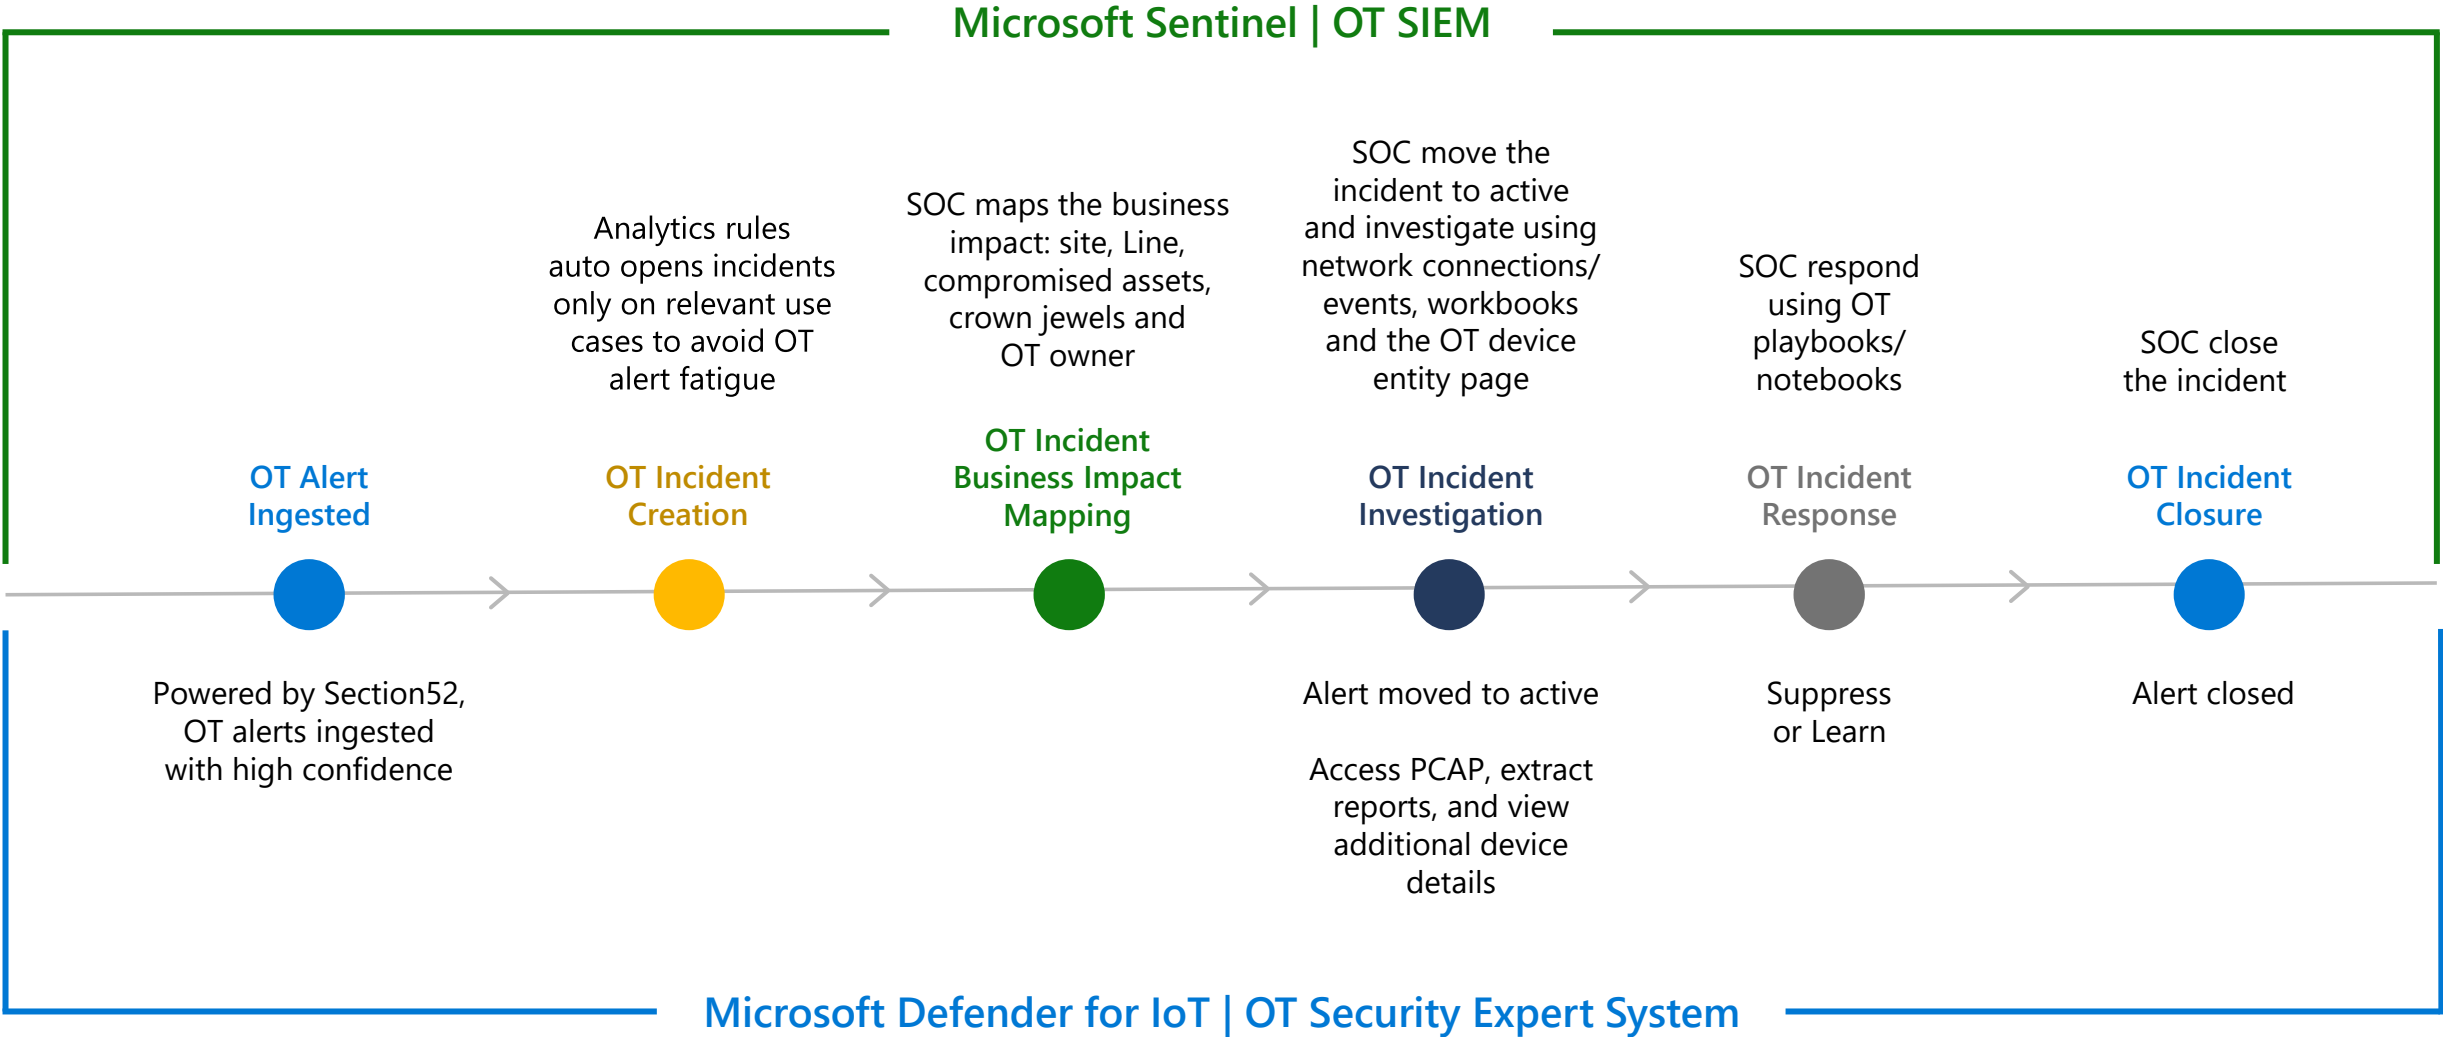 Microsoft Sentinel | OT SIEM
Analytics rules
auto opens incidents
only on relevant use
cases to avoid OT
alert fatigue
SOC maps the business
impact: site, Line,
compromised assets,
crown jewels and
OT owner
SOC move the
incident to active
and investigate using
network connections/
events, workbooks
and the OT device
entity page
SOC respond
using OT
playbooks/
notebooks
SOC close
the incident
OT Alert
Ingested
OT Incident
Creation
OT Incident
Business Impact
Mapping
OT Incident
Investigation
OT Incident
Response
OT Incident
Closure
Powered by Section52,
OT alerts ingested
with high confidence
Alert moved to active
Access PCAP, extract
reports, and view
additional device
details
Suppress
or Learn
Alert closed
Microsoft Defender for IoT | OT Security Expert System